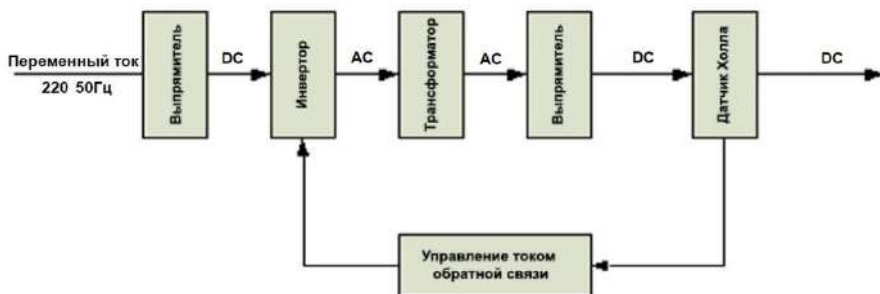 Переменный ток
220 50Гц
Выпрямитель
DC
Инвертор
AC
Трансформатор
AC
Выпрямитель
DC
Датчик Холла
DC
Управление током
обратной связи